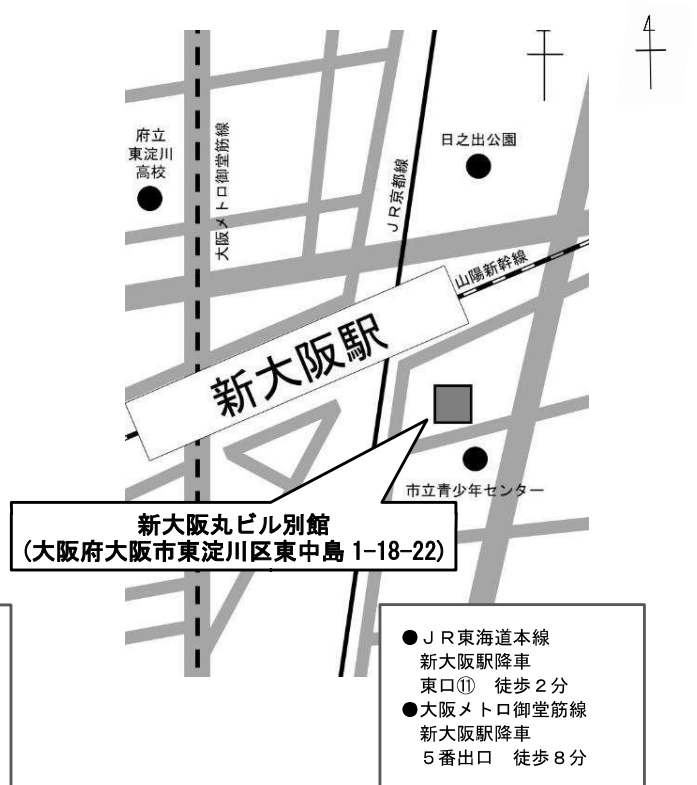 4
府立
東淀川
高校
大阪メトロ御堂筋線
JR京都線
日之出公園
山陽新幹線
新大阪駅
市立青少年センター
新大阪丸ビル別館
(大阪府大阪市東淀川区東中島 1-18-22)
●ＪＲ東海道本線
新大阪駅降車
東口⑪　徒歩２分
●大阪メトロ御堂筋線
新大阪駅降車
５番出口　徒歩８分